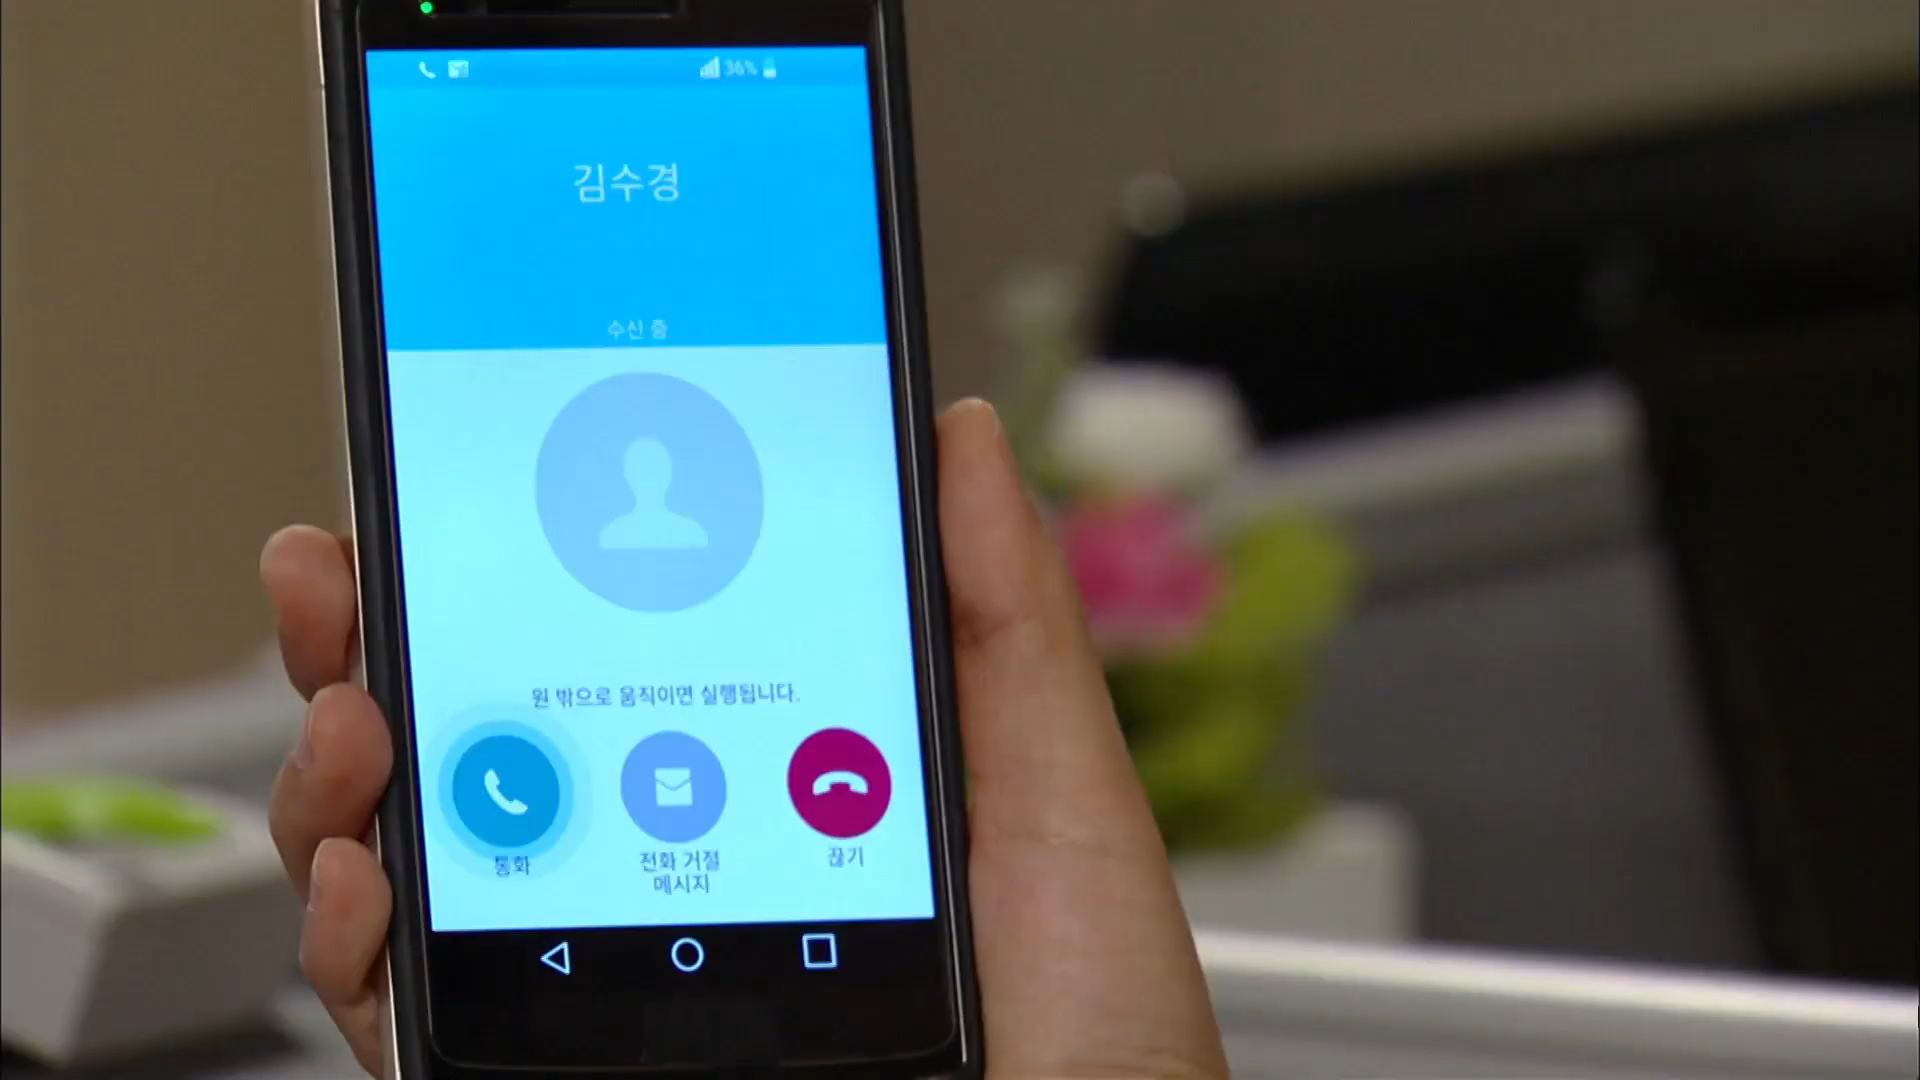 36%
김수경
수신 중
원 밖으로 움직이면 실행됩니다.
통화
전화 거절
메시지
끊기